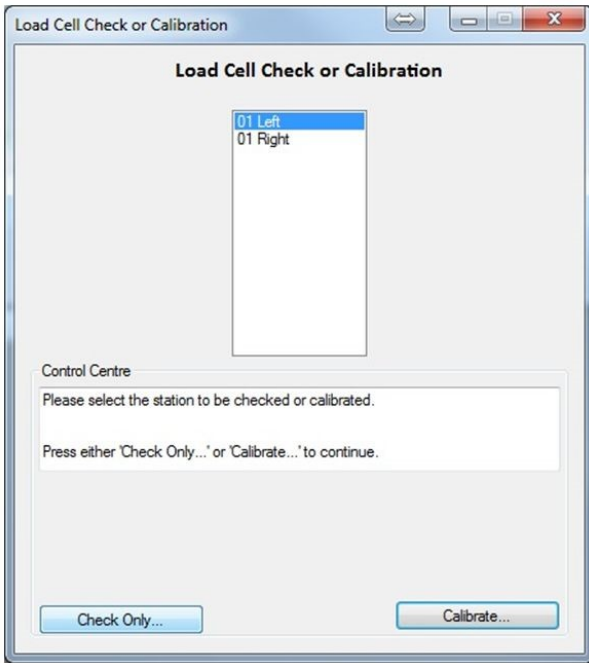 Load Cell Check or Calibration
Load Cell Check or Calibration
01 Left
01 Right
Control Centre
Please select the station to be checked or calibrated.
Press either 'Check Only...' or 'Calibrate...' to continue.
Check Only...
Calibrate...